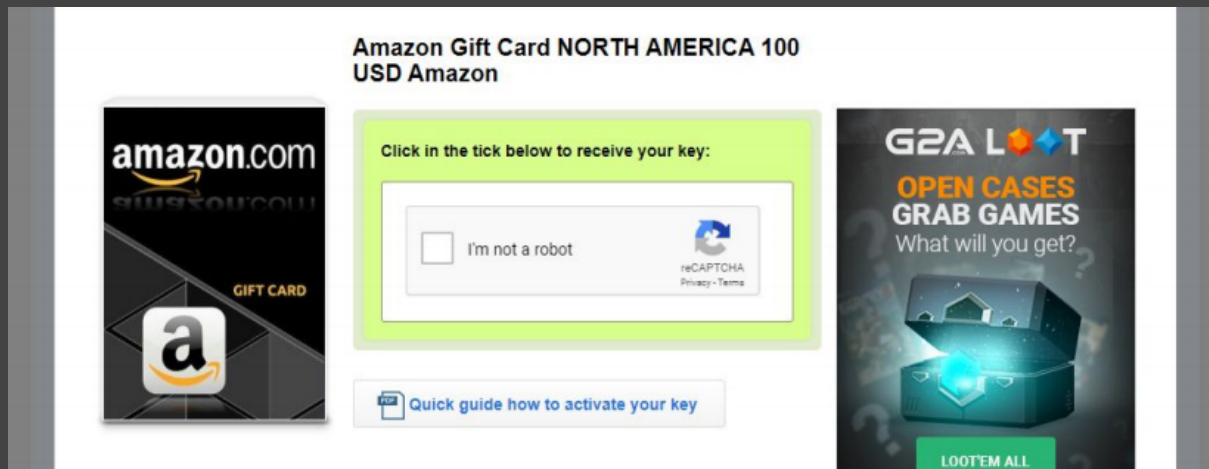 Amazon Gift Card NORTH AMERICA 100
USD Amazon
amazon.com
GIFT CARD
a
Click in the tick below to receive your key:
I'm not a robot
reCAPTCHA
Privacy - Terms
PDF
Quick guide how to activate your key
G2A LOOT
.COM
OPEN CASES
GRAB GAMES
What will you get?
LOOT'EM ALL